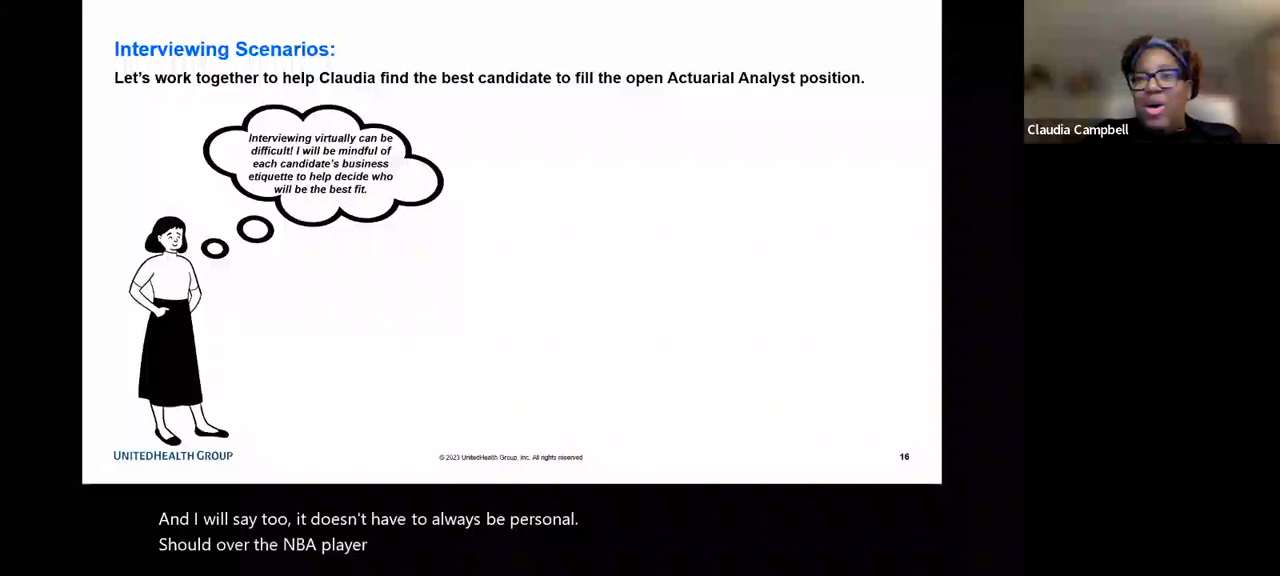 Interviewing Scenarios:
Let's work together to help Claudia find the best candidate to fill the open Actuarial Analyst position.
Interviewing virtually can be
difficult! I will be mindful of
each candidate's business
etiquette to help decide who
will be the best fit.
Claudia Campbell
UNITEDHEALTH GROUP
© 2023 UnitedHealth Group, Inc. All rights reserved
16
And I will say too, it doesn't have to always be personal.
Should over the NBA player